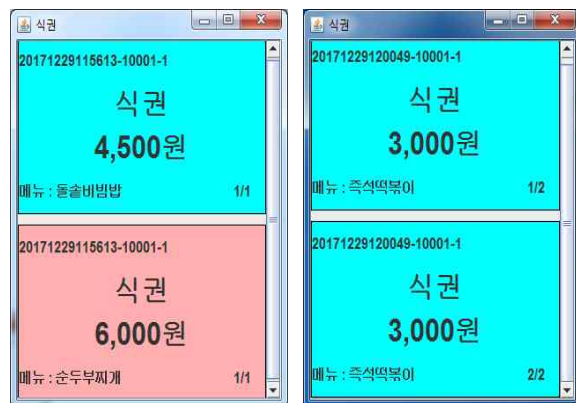 식권
20171229115613-10001-1
식권
4,500원
메뉴 : 돌솥비빔밥 1/1
20171229115613-10001-1
식권
6,000원
메뉴 : 순두부찌개 1/1
식권
20171229120049-10001-1
식권
3,000원
메뉴 : 즉석떡볶이 1/2
20171229120049-10001-1
식권
3,000원
메뉴 : 즉석떡볶이 2/2